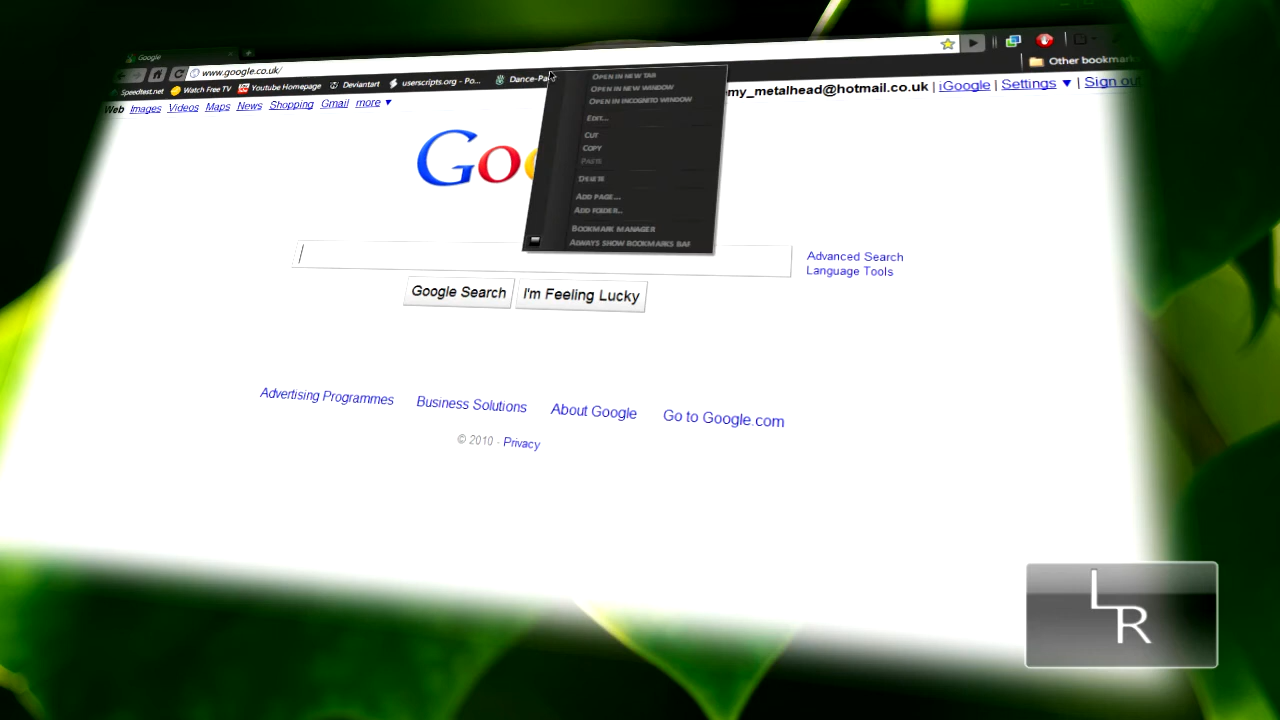 Google
www.google.co.uk/
Other bookmarks
Speedtest.net Watch Free TV Youtube Homepage Deviantart userscripts.org - Po... Dance-Pa
Web Images Videos Maps News Shopping Gmail more ▼
my_metalhead@hotmail.co.uk | iGoogle | Settings ▼ | Sign out
OPEN IN NEW TAB
OPEN IN NEW WINDOW
OPEN IN INCOGNITO WINDOW
EDIT...
CUT
COPY
PASTE
DELETE
ADD PAGE...
ADD FOLDER...
BOOKMARK MANAGER
ALWAYS SHOW BOOKMARKS BAR
Goo
Advanced Search
Language Tools
Google Search I'm Feeling Lucky
Advertising Programmes Business Solutions About Google Go to Google.com
© 2010 - Privacy
LR